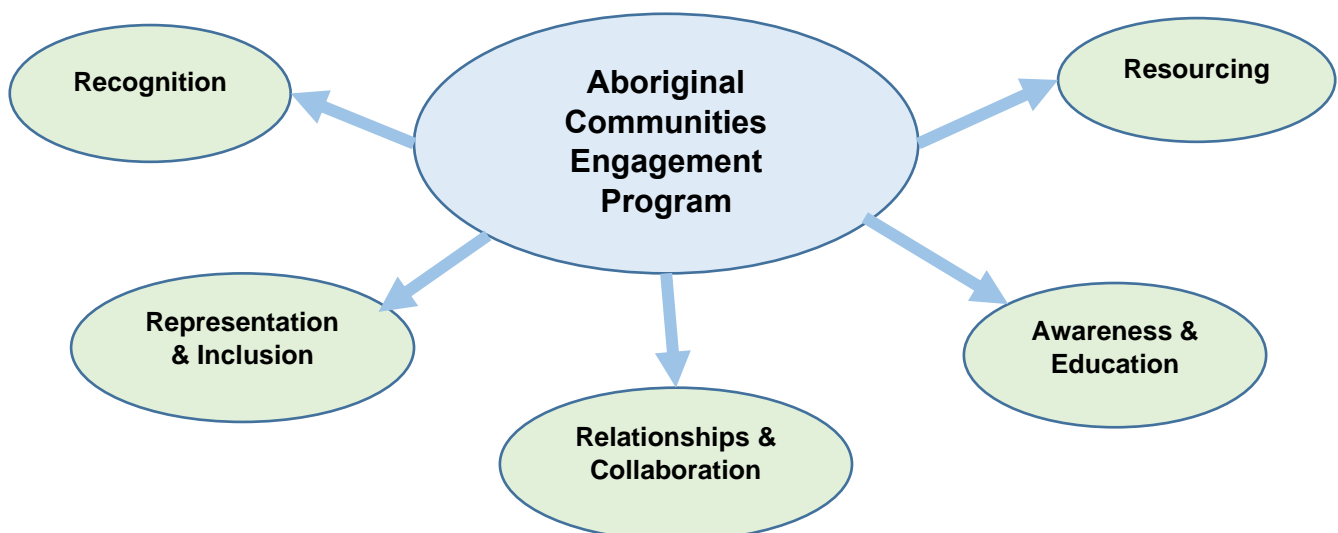 Recognition
Aboriginal
Communities
Engagement
Program
Resourcing
Representation
& Inclusion
Relationships &
Collaboration
Awareness &
Education